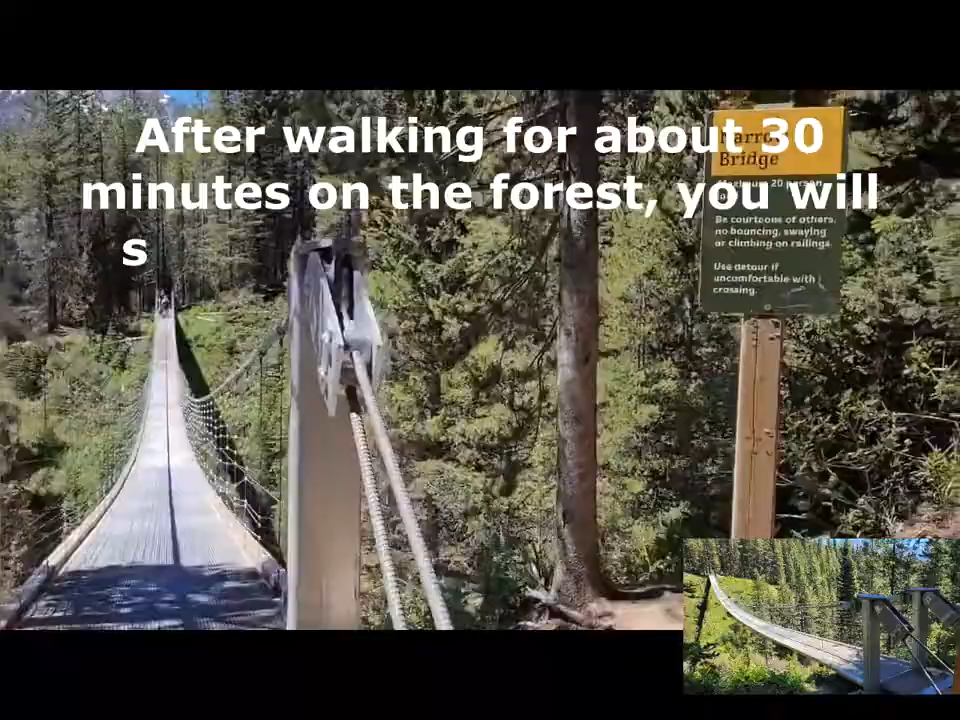 After walking for about 30
minutes on the forest, you will
s
Bridge
Be courteous of others,
no bouncing, swaying
or climbing on railings
Use detour if
uncomfortable with
crossing.